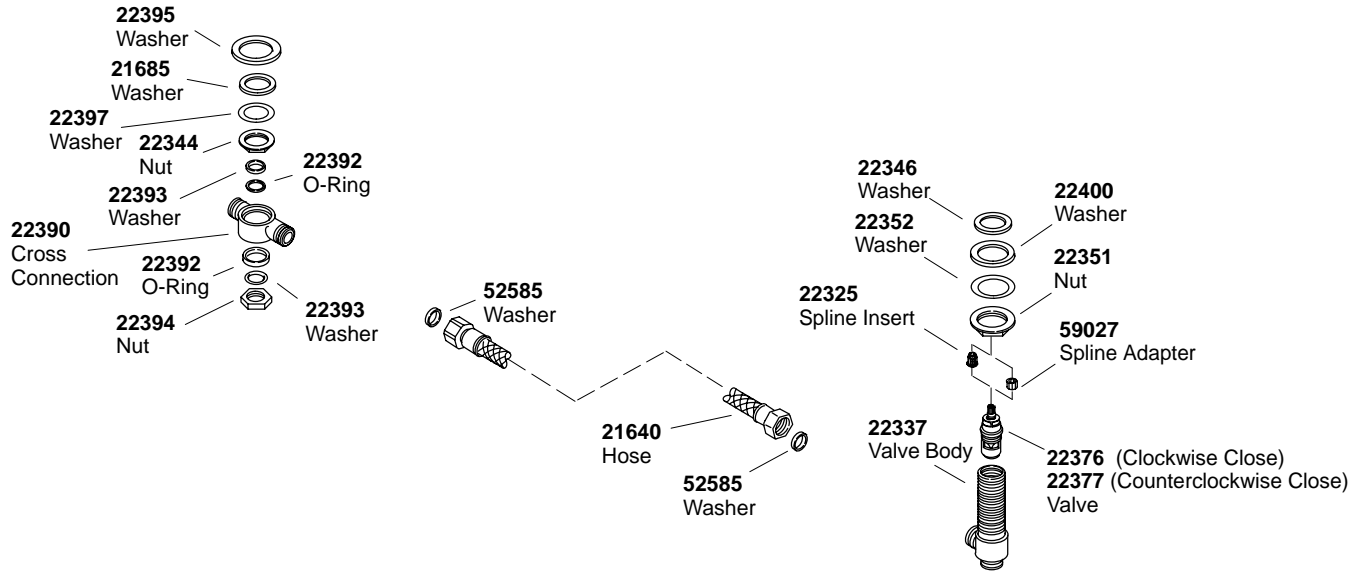 22395
Washer
21685
Washer
22397
Washer
22344
Nut
22392
O-Ring
22393
Washer
22390
Cross
Connection
22392
O-Ring
22393
Washer
22394
Nut
52585
Washer
21640
Hose
52585
Washer
22346
Washer
22400
Washer
22352
Washer
22351
Nut
22325
Spline Insert
59027
Spline Adapter
22337
Valve Body
22376 (Clockwise Close)
22377 (Counterclockwise Close)
Valve